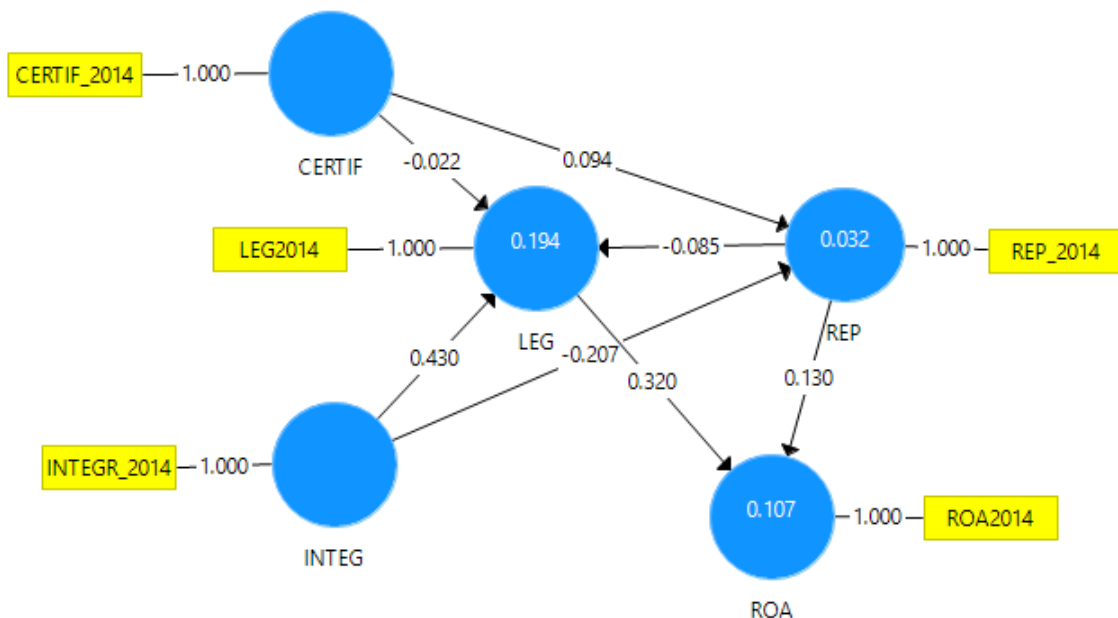 CERTIF_2014
1.000
CERTIF
-0.022
0.094
LEG2014
1.000
0.194
LEG
-0.085
0.032
REP
1.000
REP_2014
0.430
-0.207
0.320
0.130
INTEGR_2014
1.000
INTEG
0.107
ROA
1.000
ROA2014